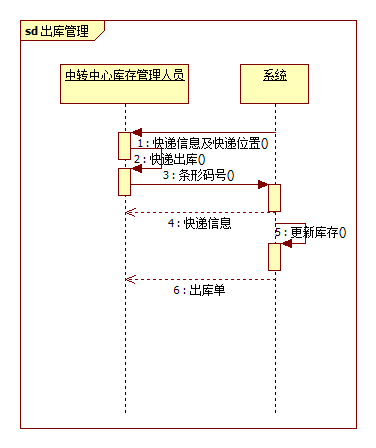 sd 出库管理
中转中心库存管理人员
系统
1 : 快递信息及快递位置()
2 : 快递出库()
3 : 条形码号()
4 : 快递信息
5 : 更新库存()
6 : 出库单